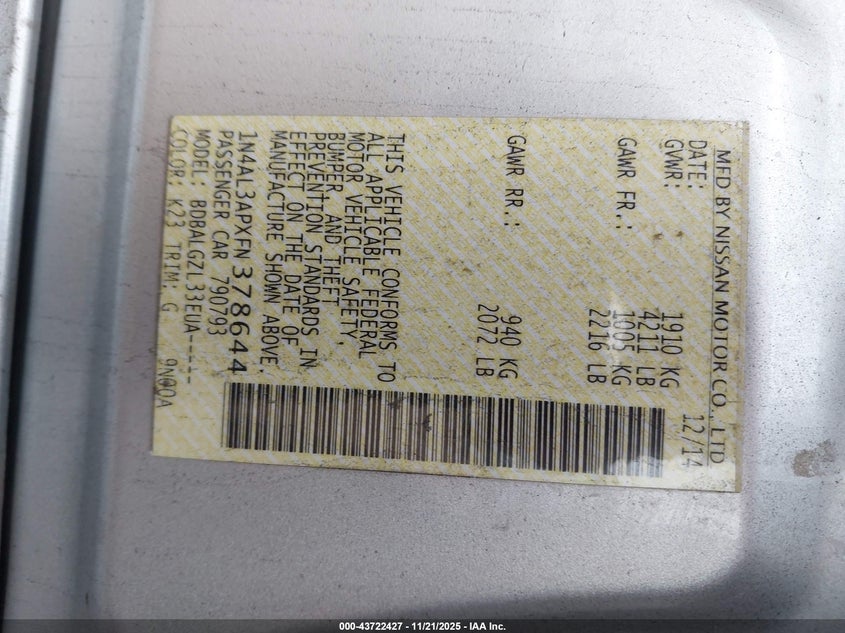 MFD BY NISSAN MOTOR CO., LTD
DATE: 12/14
GVWR: 1910 KG
4211 LB
GAWR FR.: 1005 KG
2216 LB
GAWR RR.: 940 KG
2072 LB
THIS VEHICLE CONFORMS TO
ALL APPLICABLE FEDERAL
MOTOR VEHICLE SAFETY,
BUMPER, AND THEFT
PREVENTION STANDARDS IN
EFFECT ON THE DATE OF
MANUFACTURE SHOWN ABOVE.
1N4AL3APXFN378644
PASSENGER CAR 790793
MODEL: BDBALGZL33EUA-----
COLOR: K23 TRIM: G 9N00A
000-43722427 - 11/21/2025 - IAA Inc.